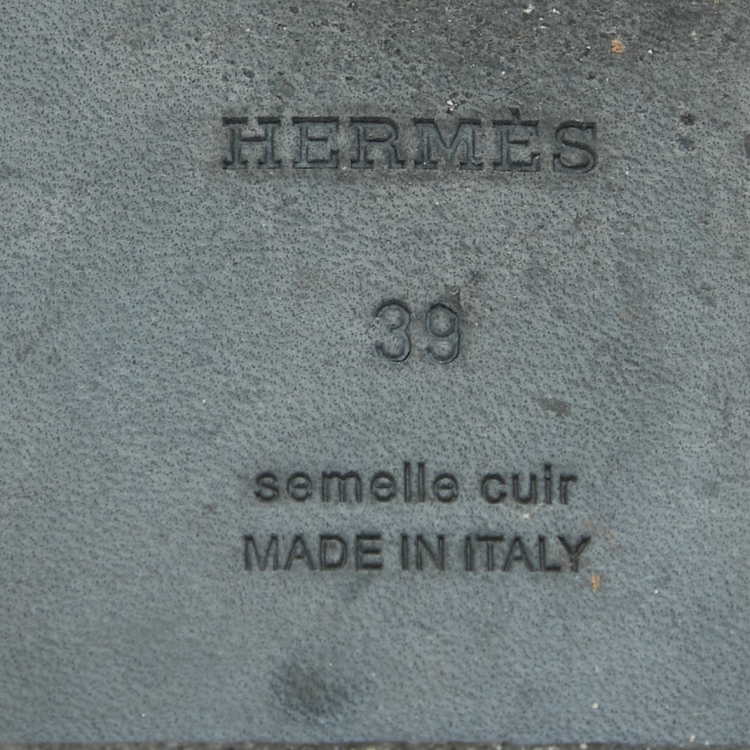 HERMÈS
39
semelle cuir
MADE IN ITALY